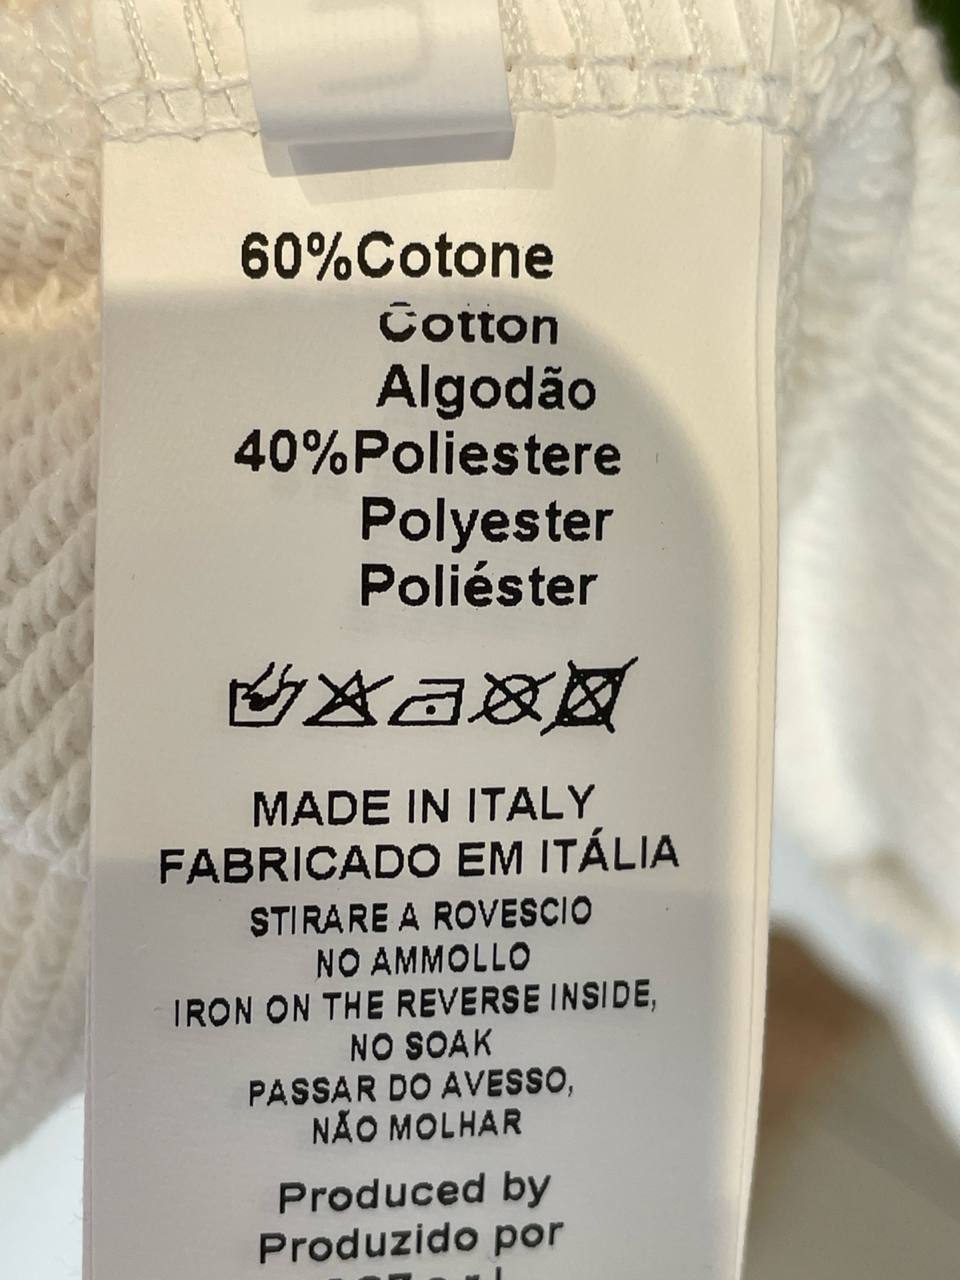 60%Cotone
Cotton
Algodão
40%Poliestere
Polyester
Poliéster
MADE IN ITALY
FABRICADO EM ITÁLIA
STIRARE A ROVESCIO
NO AMMOLLO
IRON ON THE REVERSE INSIDE,
NO SOAK
PASSAR DO AVESSO,
NÃO MOLHAR
Produced by
Produzido por